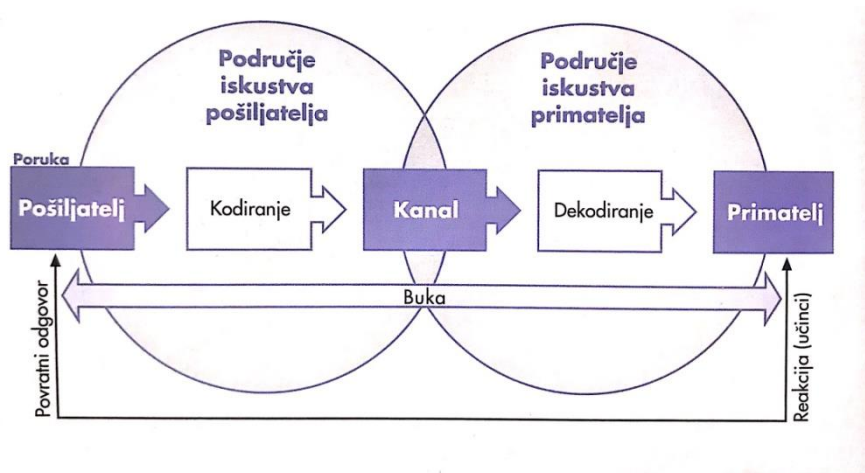 Područje
iskustva
pošiljatelja
Područje
iskustva
primatelja
Poruka
Pošiljatelj
Kodiranje
Kanal
Dekodiranje
Primatelj
Buka
Povratni odgovor
Reakcija (učinci)